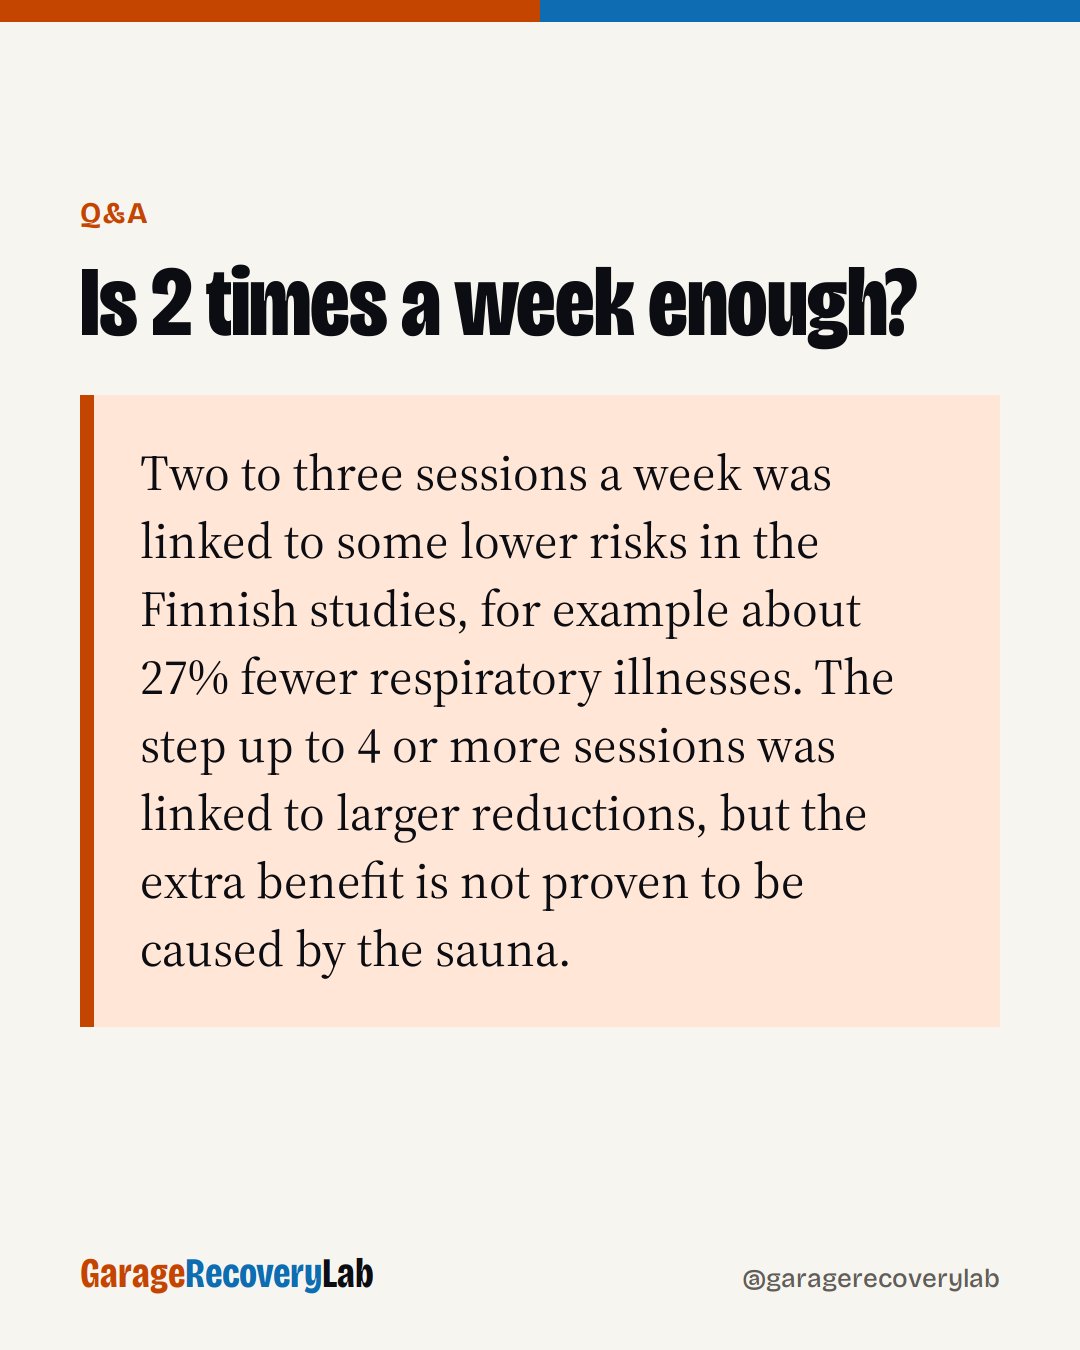 Q&A
Is 2 times a week enough?
Two to three sessions a week was
linked to some lower risks in the
Finnish studies, for example about
27% fewer respiratory illnesses. The
step up to 4 or more sessions was
linked to larger reductions, but the
extra benefit is not proven to be
caused by the sauna.
GarageRecoveryLab
@garagerecoverylab